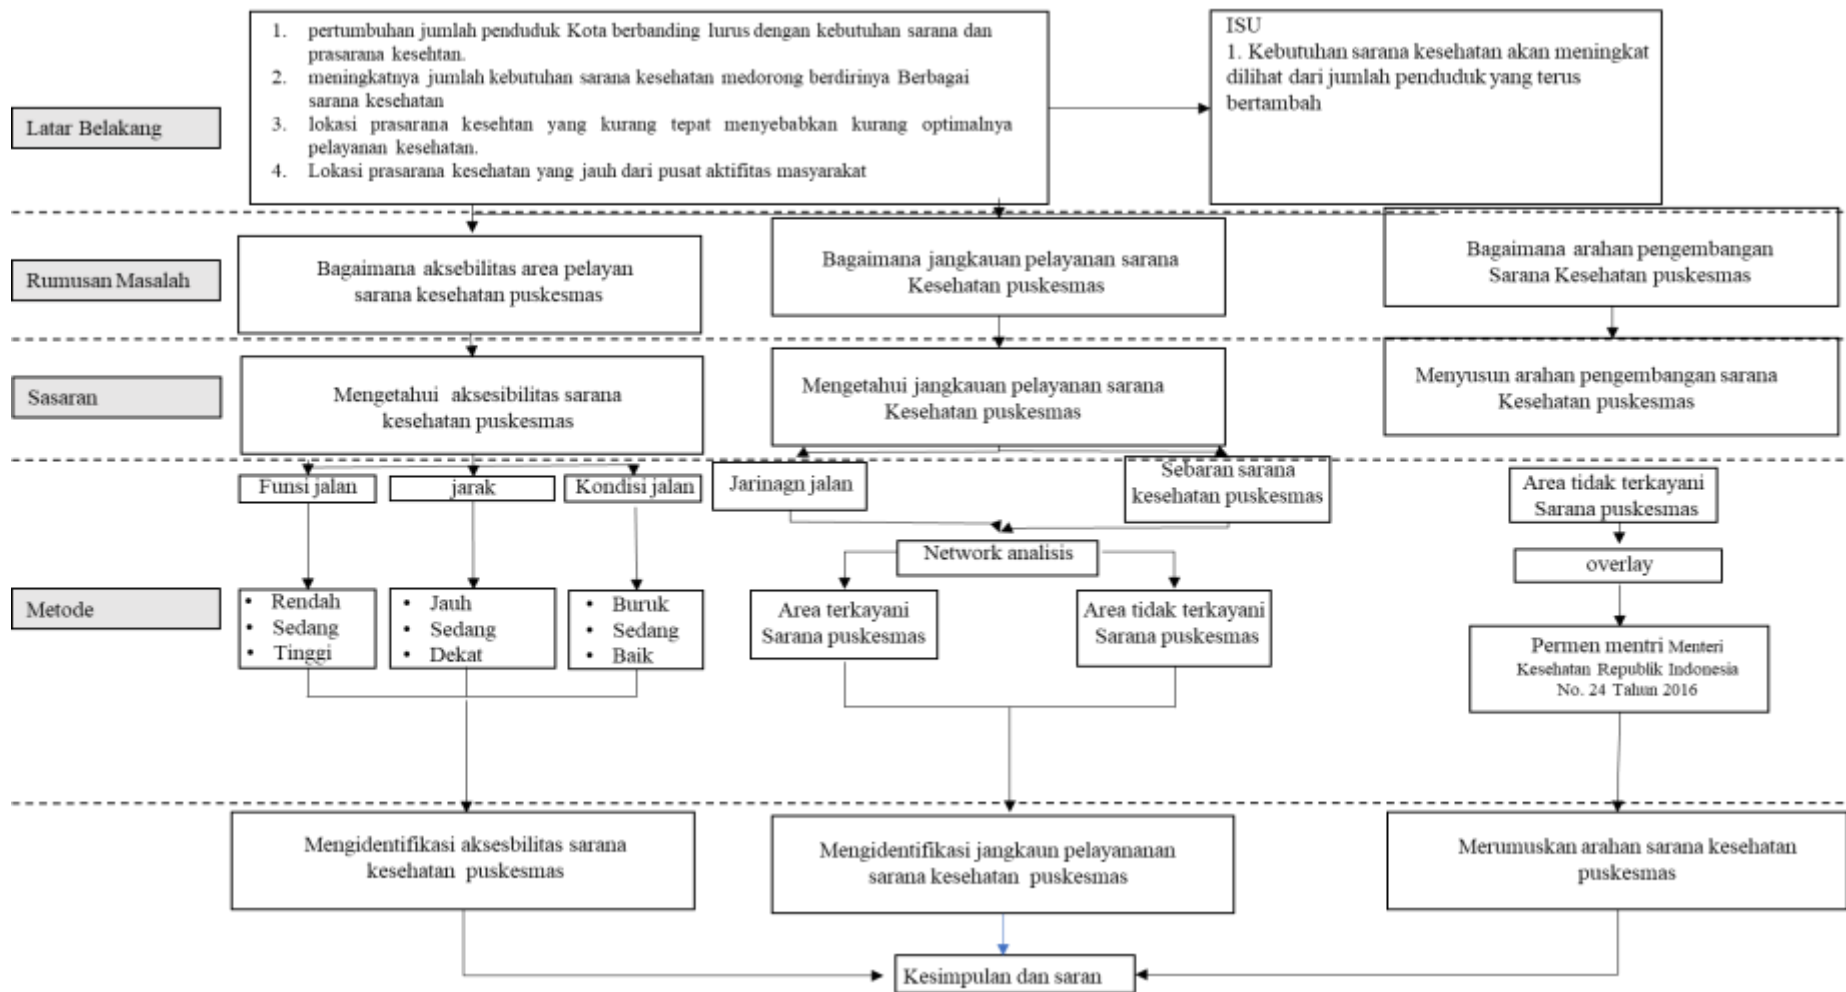 1. pertumbuhan jumlah penduduk Kota berbanding lurus dengan kebutuhan sarana dan
prasarana kesehtan.
2. meningkatnya jumlah kebutuhan sarana kesehatan medorong berdirinya Berbagai
sarana kesehatan
3. lokasi prasarana kesehtan yang kurang tepat menyebabkan kurang optimalnya
pelayanan kesehatan.
4. Lokasi prasarana kesehatan yang jauh dari pusat aktifitas masyarakat
ISU
1. Kebutuhan sarana kesehatan akan meningkat
dilihat dari jumlah penduduk yang terus
bertambah
Latar Belakang
Rumusan Masalah
Bagaimana aksebilitas area pelayan
sarana kesehatan puskesmas
Bagaimana jangkauan pelayanan sarana
Kesehatan puskesmas
Bagaimana arahan pengembangan
Sarana Kesehatan puskesmas
Sasaran
Mengetahui aksesibilitas sarana
kesehatan puskesmas
Mengetahui jangkauan pelayanan sarana
Kesehatan puskesmas
Menyusun arahan pengembangan sarana
Kesehatan puskesmas
Metode
Funsi jalan
jarak
Kondisi jalan
• Rendah
• Sedang
• Tinggi
• Jauh
• Sedang
• Dekat
• Buruk
• Sedang
• Baik
Jarinagn jalan
Sebaran sarana
kesehatan puskesmas
Network analisis
Area terkayani
Sarana puskesmas
Area tidak terkayani
Sarana puskesmas
Area tidak terkayani
Sarana puskesmas
overlay
Permen mentri Menteri
Kesehatan Republik Indonesia
No. 24 Tahun 2016
Mengidentifikasi aksesbilitas sarana
kesehatan puskesmas
Mengidentifikasi jangkaun pelayananan
sarana kesehatan puskesmas
Merumuskan arahan sarana kesehatan
puskesmas
Kesimpulan dan saran